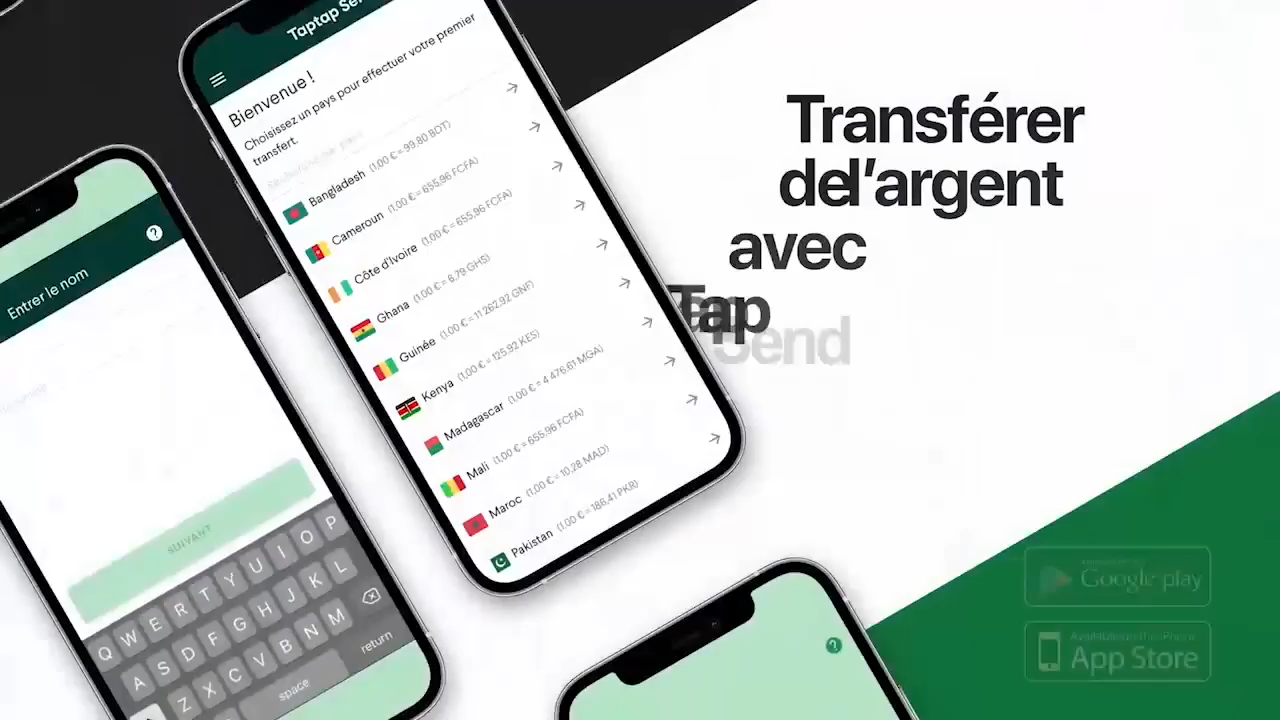 Taptap Sen
Bienvenue !
Choisissez un pays pour effectuer votre premier
transfert.
Bangladesh (1,00 € = 99.80 BDT)
Cameroun (1,00 € = 655,96 FCFA)
Côte d'Ivoire (1,00 € = 655,96 FCFA)
Ghana (1,00 € = 6.79 GHS)
Guinée (1,00 € = 11 262,92 GNF)
Kenya (1,00 € = 125.92 KES)
Madagascar (1,00 € = 4 476,61 MGA)
Mali (1,00 € = 655,96 FCFA)
Maroc (1,00 € = 10,28 MAD)
Pakistan (1,00 € = 186,41 PKR)
Entrer le nom
?
SUIVANT
Q W E R T Y U I O P
A S D F G H J K L
Z X C V B N M
space return
Transférer
del'argent
avec
Tap
Send
?
Google play
App Store